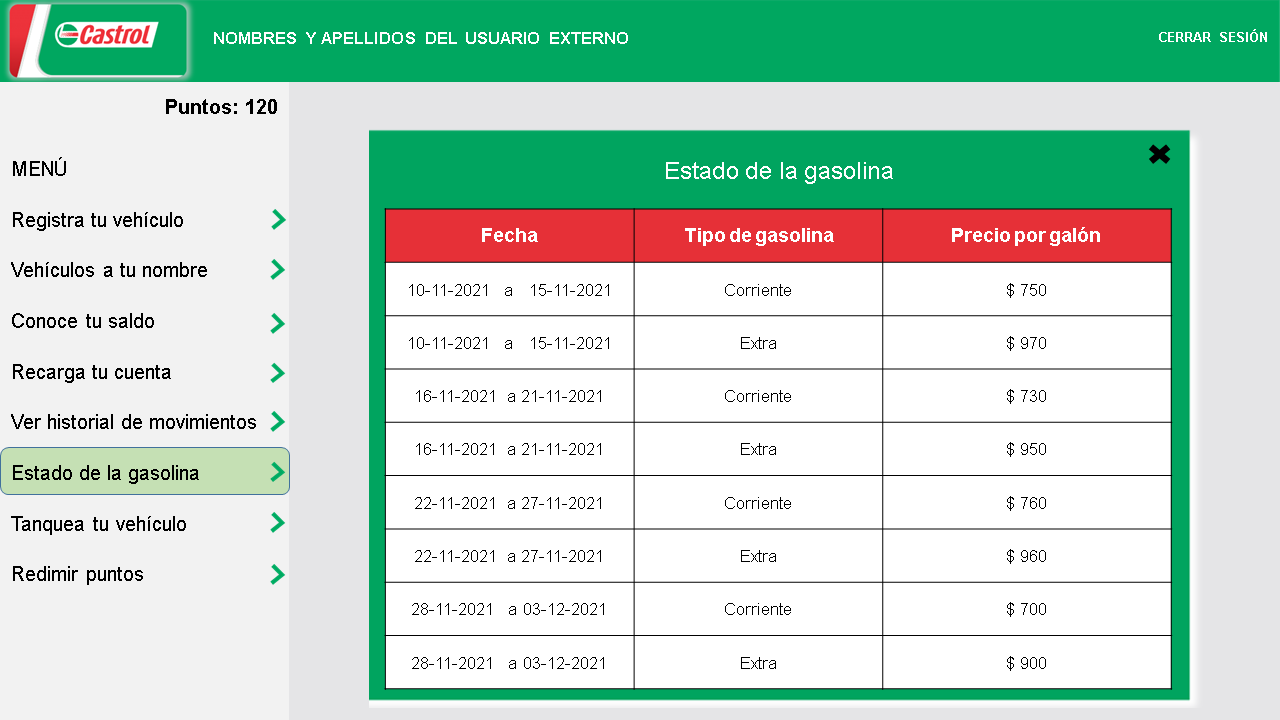 Castrol
NOMBRES Y APELLIDOS DEL USUARIO EXTERNO
CERRAR SESIÓN
Puntos: 120
MENÚ
Registra tu vehículo
Vehículos a tu nombre
Conoce tu saldo
Recarga tu cuenta
Ver historial de movimientos
Estado de la gasolina
Tanquea tu vehículo
Redimir puntos
Estado de la gasolina
Fecha Tipo de gasolina Precio por galón
10-11-2021 a 15-11-2021 Corriente $ 750
10-11-2021 a 15-11-2021 Extra $ 970
16-11-2021 a 21-11-2021 Corriente $ 730
16-11-2021 a 21-11-2021 Extra $ 950
22-11-2021 a 27-11-2021 Corriente $ 760
22-11-2021 a 27-11-2021 Extra $ 960
28-11-2021 a 03-12-2021 Corriente $ 700
28-11-2021 a 03-12-2021 Extra $ 900